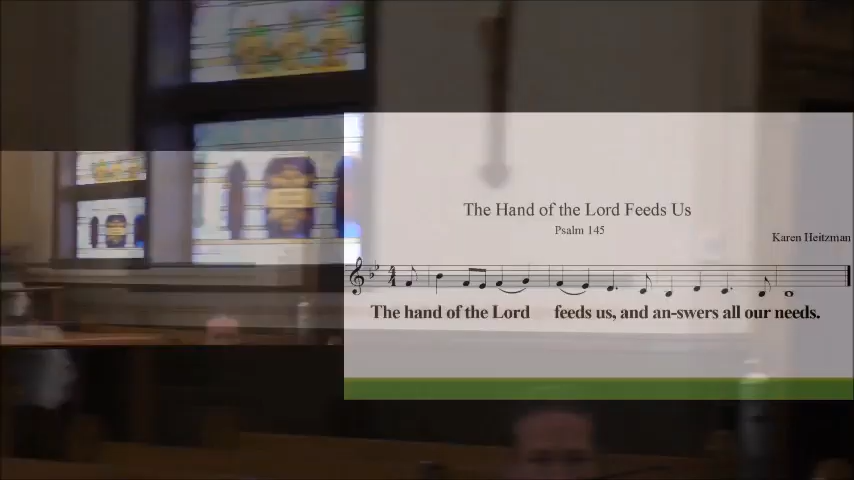 The Hand of the Lord Feeds Us
Psalm 145
Karen Heitzman
The hand of the Lord feeds us, and an-swers all our needs.